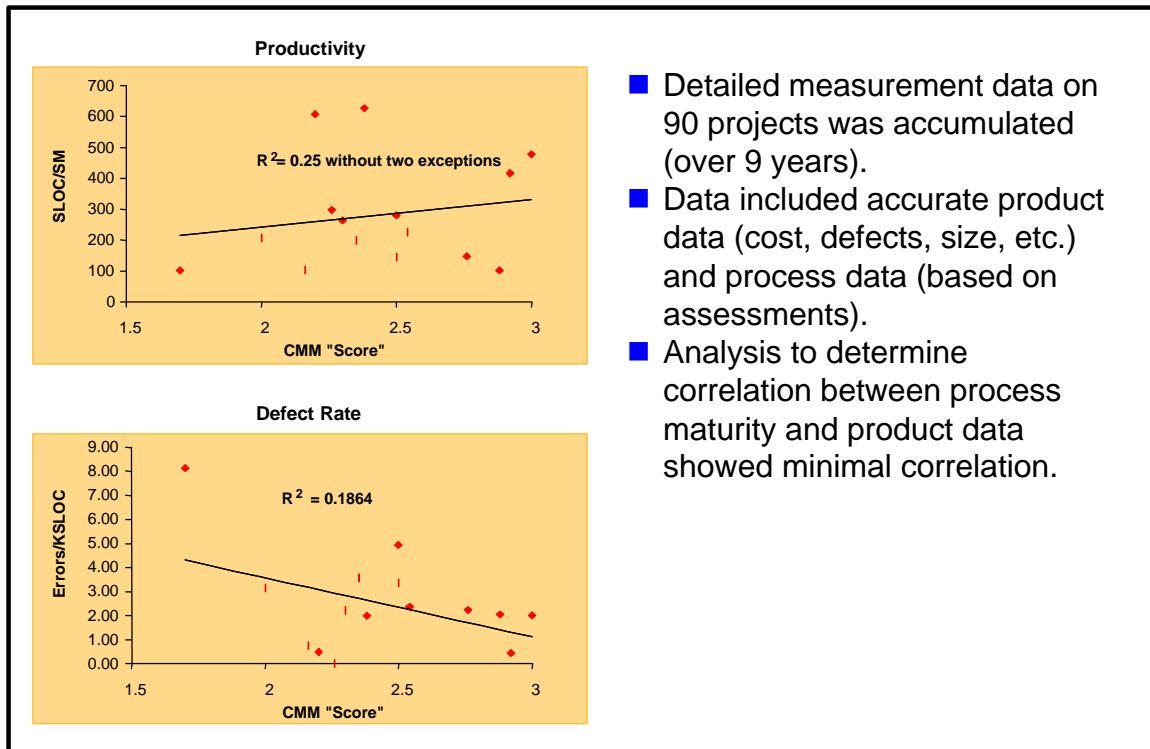 Productivity
700
600
500
400
300
200
100
0
SLOC/SM
R2= 0.25 without two exceptions
1.5 2 2.5 3
CMM "Score"
Defect Rate
9.00
8.00
7.00
6.00
5.00
4.00
3.00
2.00
1.00
0.00
Errors/KSLOC
R2 = 0.1864
1.5 2 2.5 3
CMM "Score"
Detailed measurement data on
90 projects was accumulated
(over 9 years).
Data included accurate product
data (cost, defects, size, etc.)
and process data (based on
assessments).
Analysis to determine
correlation between process
maturity and product data
showed minimal correlation.